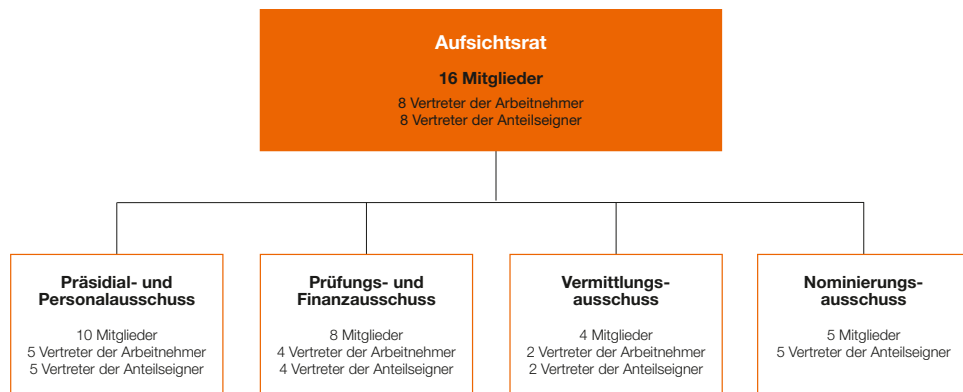 Aufsichtsrat
16 Mitglieder
8 Vertreter der Arbeitnehmer
8 Vertreter der Anteilseigner
Präsidial- und
Personalausschuss
10 Mitglieder
5 Vertreter der Arbeitnehmer
5 Vertreter der Anteilseigner
Prüfungs- und
Finanzausschuss
8 Mitglieder
4 Vertreter der Arbeitnehmer
4 Vertreter der Anteilseigner
Vermittlungs-
ausschuss
4 Mitglieder
2 Vertreter der Arbeitnehmer
2 Vertreter der Anteilseigner
Nominierungs-
ausschuss
5 Mitglieder
5 Vertreter der Anteilseigner